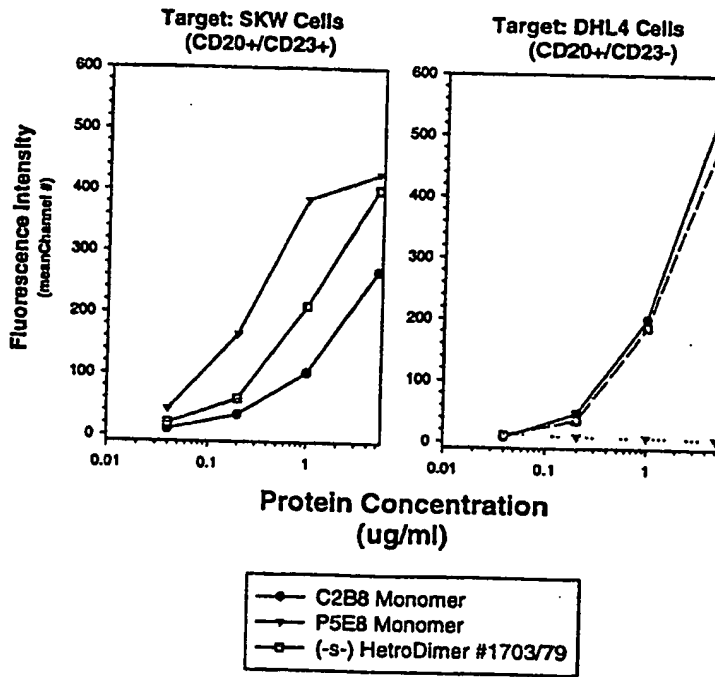 Target: SKW Cells
(CD20+/CD23+)
Target: DHL4 Cells
(CD20+/CD23-)
Fluorescence Intensity
(meanChannel #)
600
500
400
300
200
100
0
0.01
0.1
1
600
500
400
300
200
100
0
0.01
0.1
1
Protein Concentration
(ug/ml)
C2B8 Monomer
P5E8 Monomer
(-s-) HetroDimer #1703/79